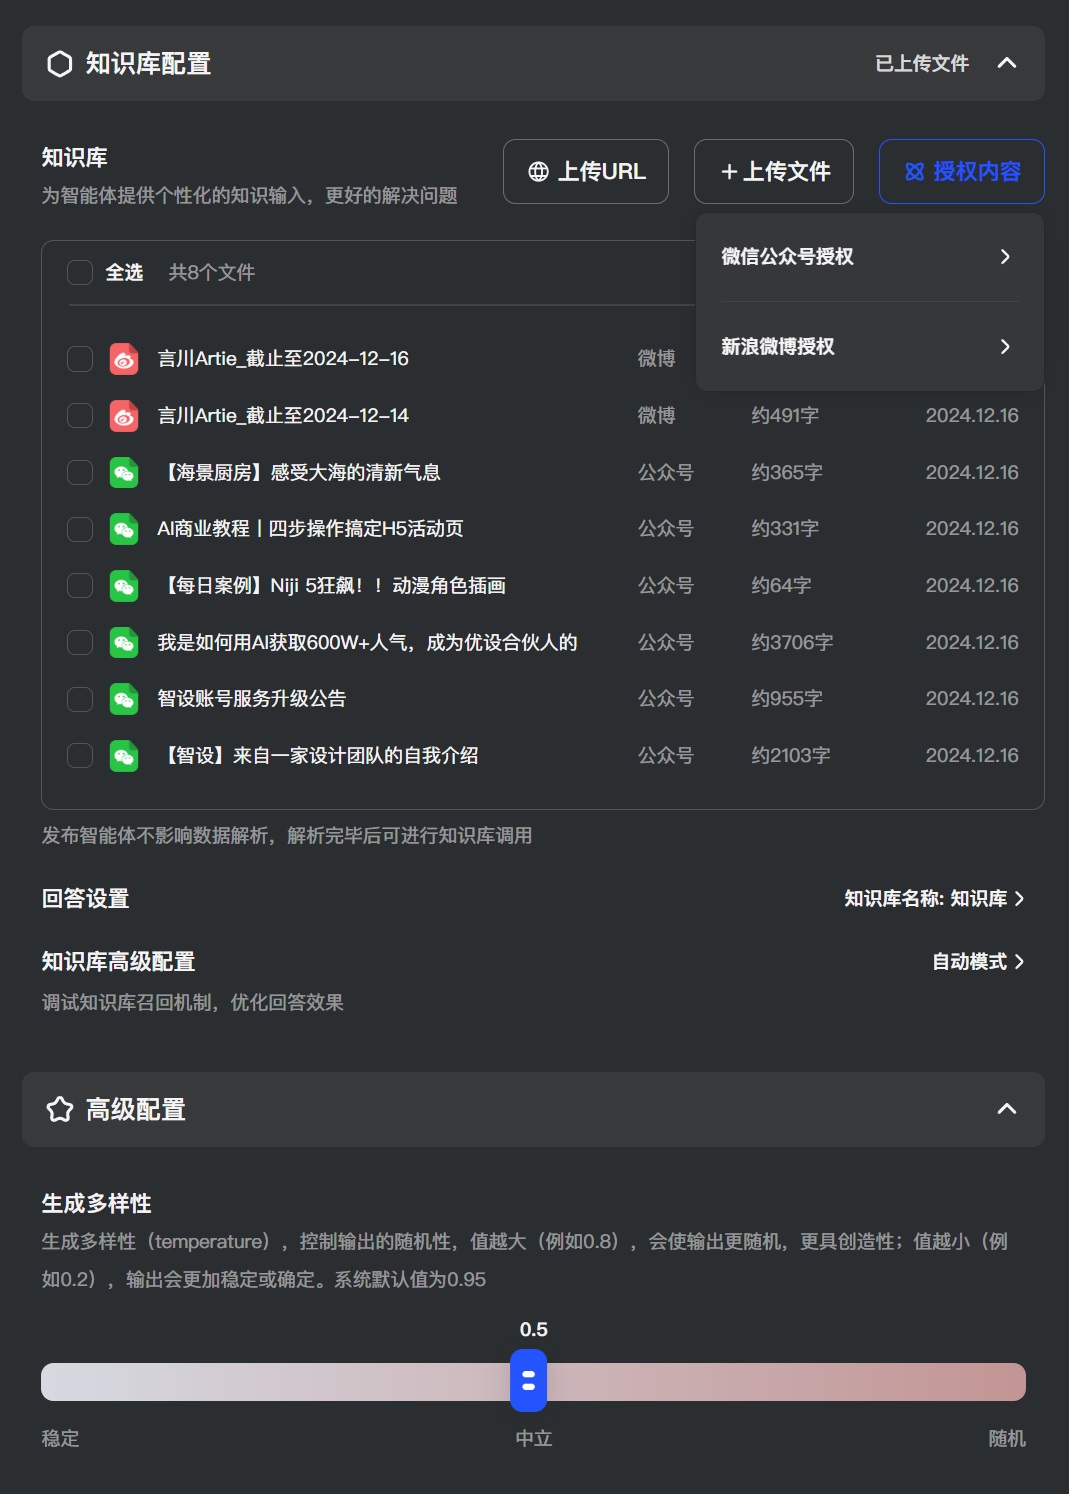 知识库配置
已上传文件
知识库
为智能体提供个性化的知识输入，更好的解决问题
上传URL
+上传文件
授权内容
微信公众号授权
新浪微博授权
全选 共8个文件
言川Artie_截止至2024-12-16 微博
言川Artie_截止至2024-12-14 微博 约491字 2024.12.16
【海景厨房】感受大海的清新气息 公众号 约365字 2024.12.16
AI商业教程丨四步操作搞定H5活动页 公众号 约331字 2024.12.16
【每日案例】Niji 5狂飙！！动漫角色插画 公众号 约64字 2024.12.16
我是如何用AI获取600W+人气，成为优设合伙人的 公众号 约3706字 2024.12.16
智设账号服务升级公告 公众号 约955字 2024.12.16
【智设】来自一家设计团队的自我介绍 公众号 约2103字 2024.12.16
发布智能体不影响数据解析，解析完毕后可进行知识库调用
回答设置 知识库名称: 知识库
知识库高级配置 自动模式
调试知识库召回机制，优化回答效果
高级配置
生成多样性
生成多样性（temperature），控制输出的随机性，值越大（例如0.8），会使输出更随机，更具创造性；值越小（例
如0.2），输出会更加稳定或确定。系统默认值为0.95
0.5
稳定 中立 随机